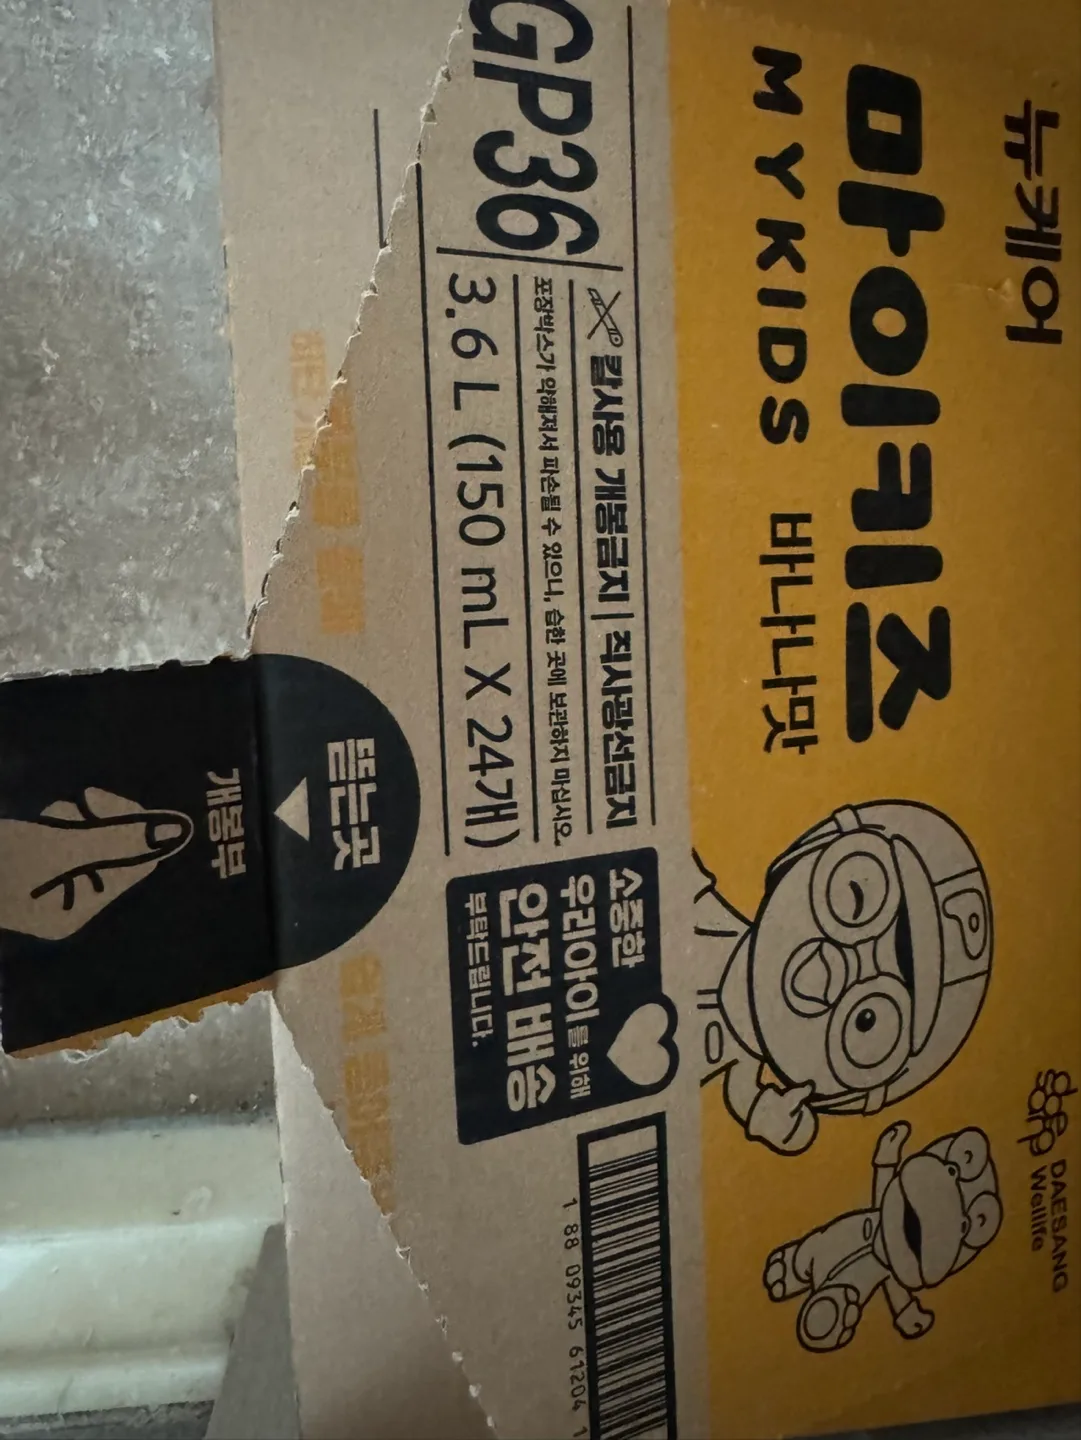 뉴케어
마이키즈
MYKIDS 바나나맛
daesang DAESANG
Wellife
P
GP36
칼사용 개봉금지 | 직사광선금지
포장박스가 약해져서 파손될 수 있으니, 습한 곳에 보관하지 마십시오.
3.6 L (150 mL X 24개)
소중한
우리아이를 위해
안전 배송
부탁드립니다.
1 88 09345 61204 1
뜯는곳
개봉부